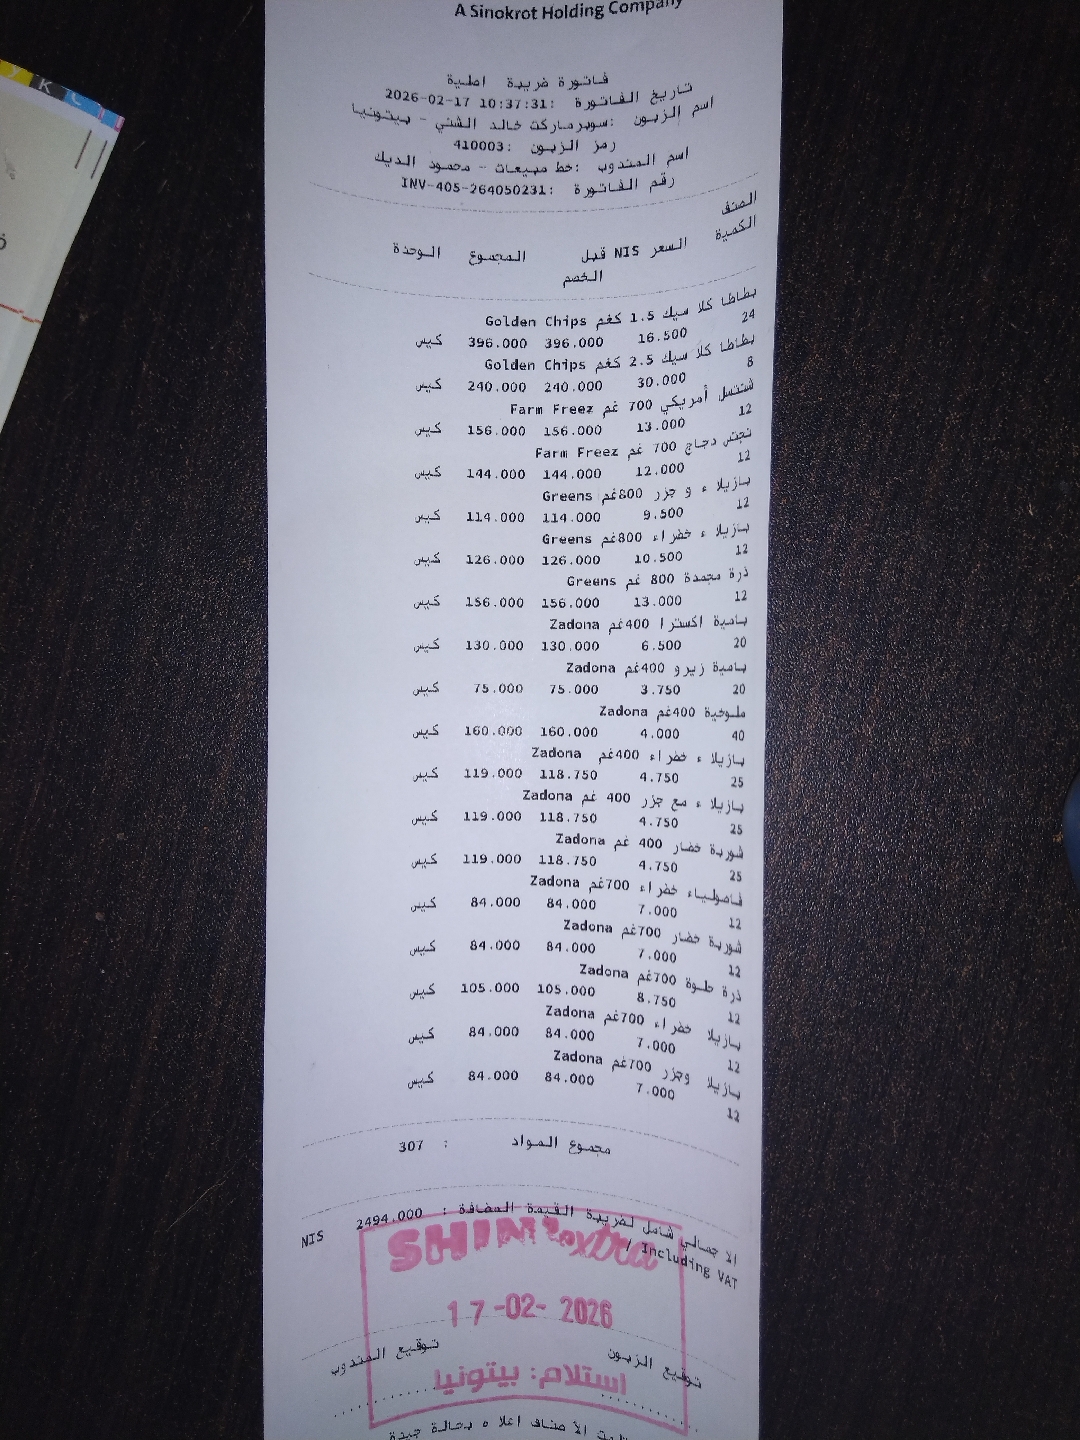 A Sinokrot Holding Company
فاتورة ضريبة اصلية
تاريخ الفاتورة : 2026-02-17 10:37:31
اسم الزبون : سوبرماركت خالد الشني - بيتونيا
رمز الزبون : 410003
اسم المندوب : خط مبيعات - محمود الديك
رقم الفاتورة : INV-405-264050231
الصنف
الكمية السعر NIS قبل الخصم المجموع الوحدة
بطاطا كلاسيك 1.5 كغم Golden Chips
24 16.500 396.000 396.000 كيس
بطاطا كلاسيك 2.5 كغم Golden Chips
8 30.000 240.000 240.000 كيس
شنتسل أمريكي 700 غم Farm Freez
12 13.000 156.000 156.000 كيس
نجتس دجاج 700 غم Farm Freez
12 12.000 144.000 144.000 كيس
بازيلاء و جزر 800غم Greens
12 9.500 114.000 114.000 كيس
بازيلاء خضراء 800غم Greens
12 10.500 126.000 126.000 كيس
ذرة مجمدة 800 غم Greens
12 13.000 156.000 156.000 كيس
بامية اكسترا 400غم Zadona
20 6.500 130.000 130.000 كيس
بامية زيرو 400غم Zadona
20 3.750 75.000 75.000 كيس
ملوخية 400غم Zadona
40 4.000 160.000 160.000 كيس
بازيلاء خضراء 400غم Zadona
25 4.750 118.750 119.000 كيس
بازيلاء مع جزر 400 غم Zadona
25 4.750 118.750 119.000 كيس
شوربة خضار 400 غم Zadona
25 4.750 118.750 119.000 كيس
فاصولياء خضراء 700غم Zadona
12 7.000 84.000 84.000 كيس
شوربة خضار 700غم Zadona
12 7.000 84.000 84.000 كيس
ذرة حلوة 700غم Zadona
12 8.750 105.000 105.000 كيس
بازيلا خضراء 700غم Zadona
12 7.000 84.000 84.000 كيس
بازيلا وجزر 700غم Zadona
12 7.000 84.000 84.000 كيس
مجموع المواد : 307
الاجمالي شامل لضريبة القيمة المضافة : 2494.000 NIS
/ Including VAT
SHINI extra
17-02-2026
توقيع الزبون توقيع المندوب
استلام: بيتونيا
الأصناف اعلاه بحالة جيدة